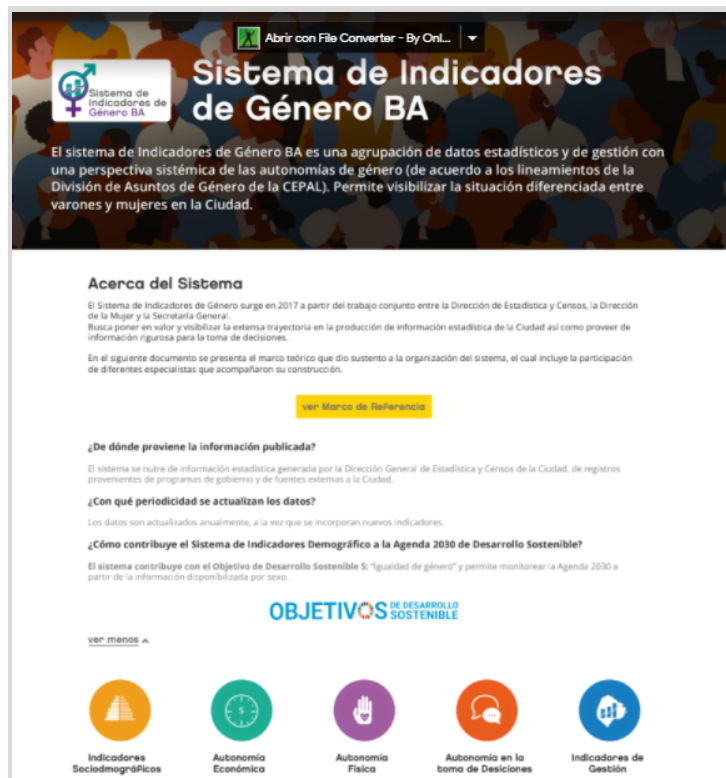 Abrir con File Converter - By Onl...
Sistema de
Indicadores de
Género BA
Sistema de Indicadores
de Género BA
El sistema de Indicadores de Género BA es una agrupación de datos estadísticos y de gestión con
una perspectiva sistémica de las autonomías de género (de acuerdo a los lineamientos de la
División de Asuntos de Género de la CEPAL). Permite visibilizar la situación diferenciada entre
varones y mujeres en la Ciudad.
Acerca del Sistema
El Sistema de Indicadores de Género surge en 2017 a partir del trabajo conjunto entre la Dirección de Estadística y Censos, la Dirección
de la Mujer y la Secretaría General.
Busca poner en valor y visibilizar la extensa trayectoria en la producción de información estadística de la Ciudad así como proveer de
información rigurosa para la toma de decisiones.
En el siguiente documento se presenta el marco teórico que dio sustento a la organización del sistema, el cual incluye la participación
de diferentes especialistas que acompañaron su construcción.
ver Marco de Referencia
¿De dónde proviene la información publicada?
El sistema se nutre de información estadística generada por la Dirección General de Estadística y Censos de la Ciudad, de registros
provenientes de programas de gobierno y de fuentes externas a la Ciudad.
¿Con qué periodicidad se actualizan los datos?
Los datos son actualizados anualmente, a la vez que se incorporan nuevos indicadores.
¿Cómo contribuye el Sistema de Indicadores Demográfico a la Agenda 2030 de Desarrollo Sostenible?
El sistema contribuye con el Objetivo de Desarrollo Sostenible 5: "Igualdad de género" y permite monitorear la Agenda 2030 a
partir de la información disponibilizada por sexo.
OBJETIVOS DE DESARROLLO
SOSTENIBLE
ver menos
Indicadores
Sociodmográficos
Autonomía
Económica
Autonomía
Física
Autonomía en la
toma de Desiciones
Indicadores de
Gestión